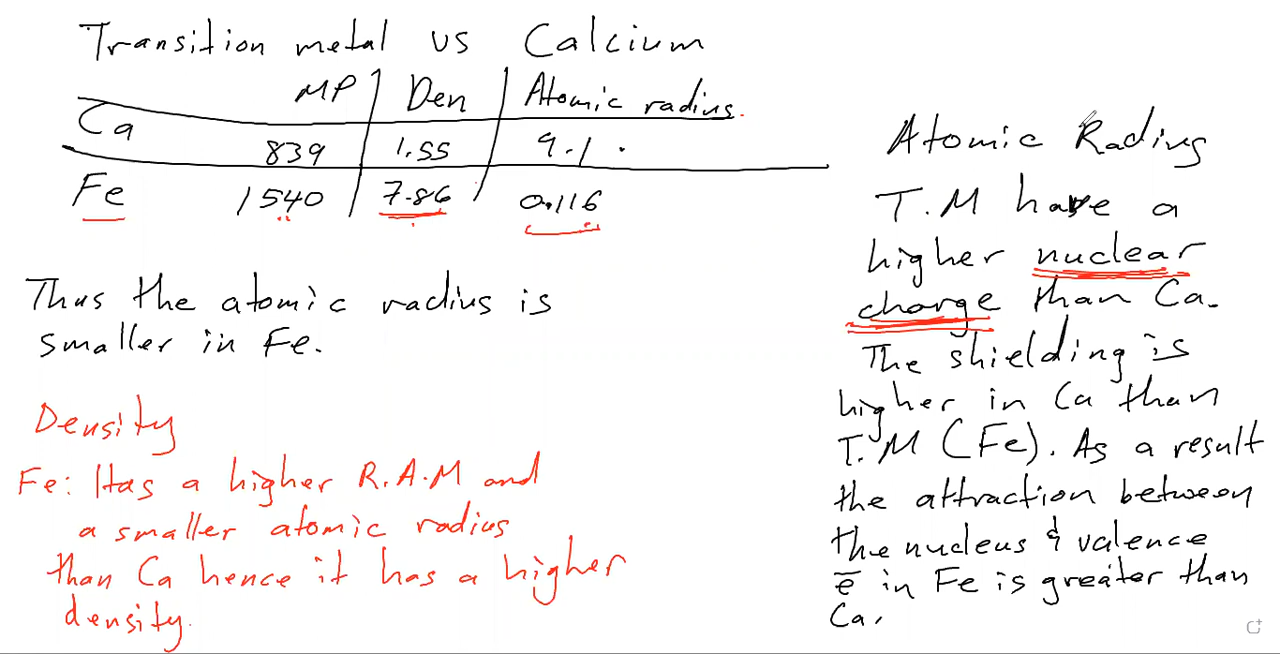 Transition metal vs Calcium
MP Den Atomic radius.
Ca 839 1.55 9.1 .
Fe 1540 7.86 0.116
Thus the atomic radius is
smaller in Fe.
Density
Fe: Has a higher R.A.M and
a smaller atomic radius
than Ca hence it has a higher
density.
Atomic Radius
T.M have a
higher nuclear
charge than Ca.
The shielding is
higher in Ca than
T.M (Fe). As a result
the attraction between
the nucleus & valence
e̅ in Fe is greater than
Ca.